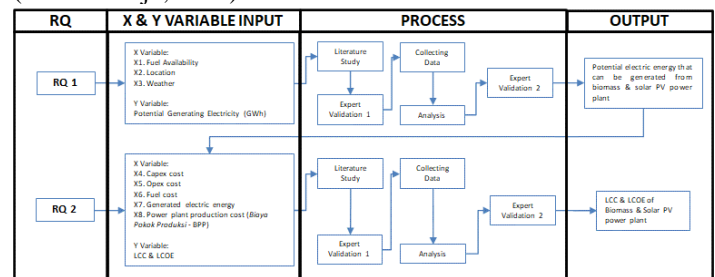 RQ
X & Y VARIABLE INPUT
PROCESS
OUTPUT
RQ 1
X Variable:
X1. Fuel Availability
X2. Location
X3. Weather
Y Variable:
Potential Generating Electricity (GWh)
Literature
Study
Expert
Validation 1
Collecting
Data
Analysis
Expert
Validation 2
Potential electric energy that
can be generated from
biomass & solar PV power
plant
RQ 2
X Variable:
X4. Capex cost
X5. Opex cost
X6. Fuel cost
X7. Generated electric energy
X8. Power plant production cost (Biaya
Pokok Produksi - BPP)
Y Variable:
LCC & LCOE
Literature
Study
Expert
Validation 1
Collecting
Data
Analysis
Expert
Validation 2
LCC & LCOE of
Biomass & Solar PV
power plant